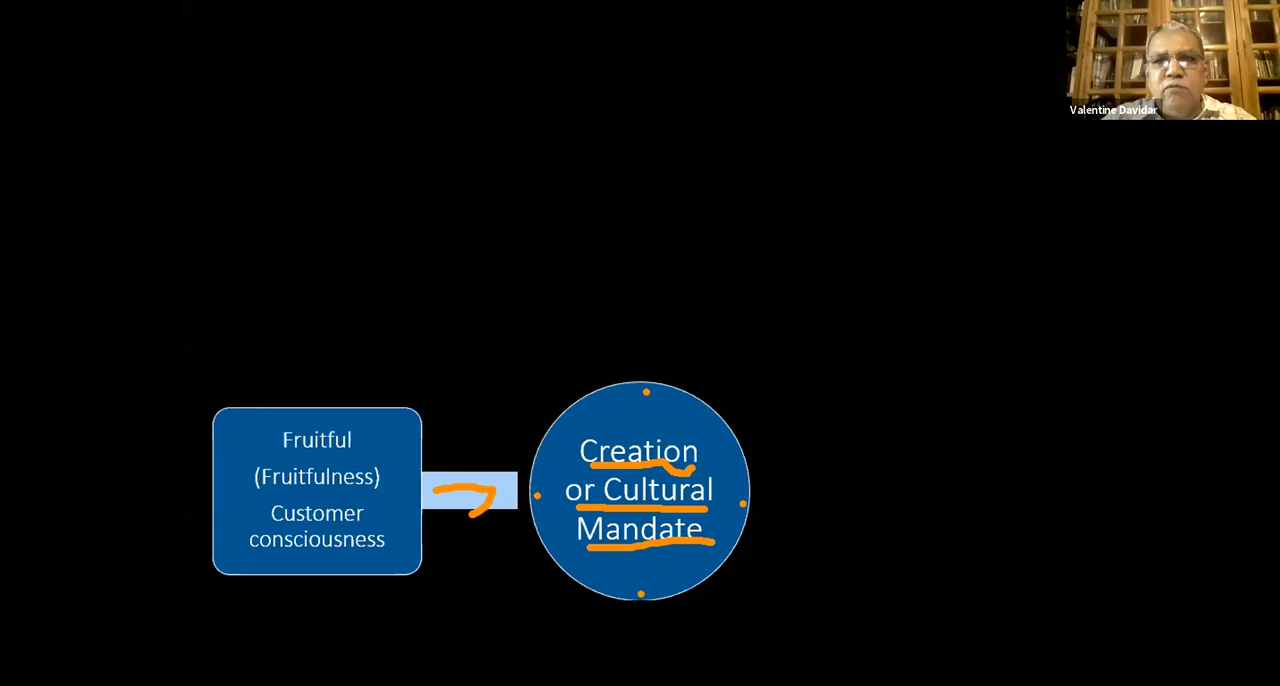 Valentine Davidar
Fruitful
(Fruitfulness)
Customer
consciousness
Creation
or Cultural
Mandate